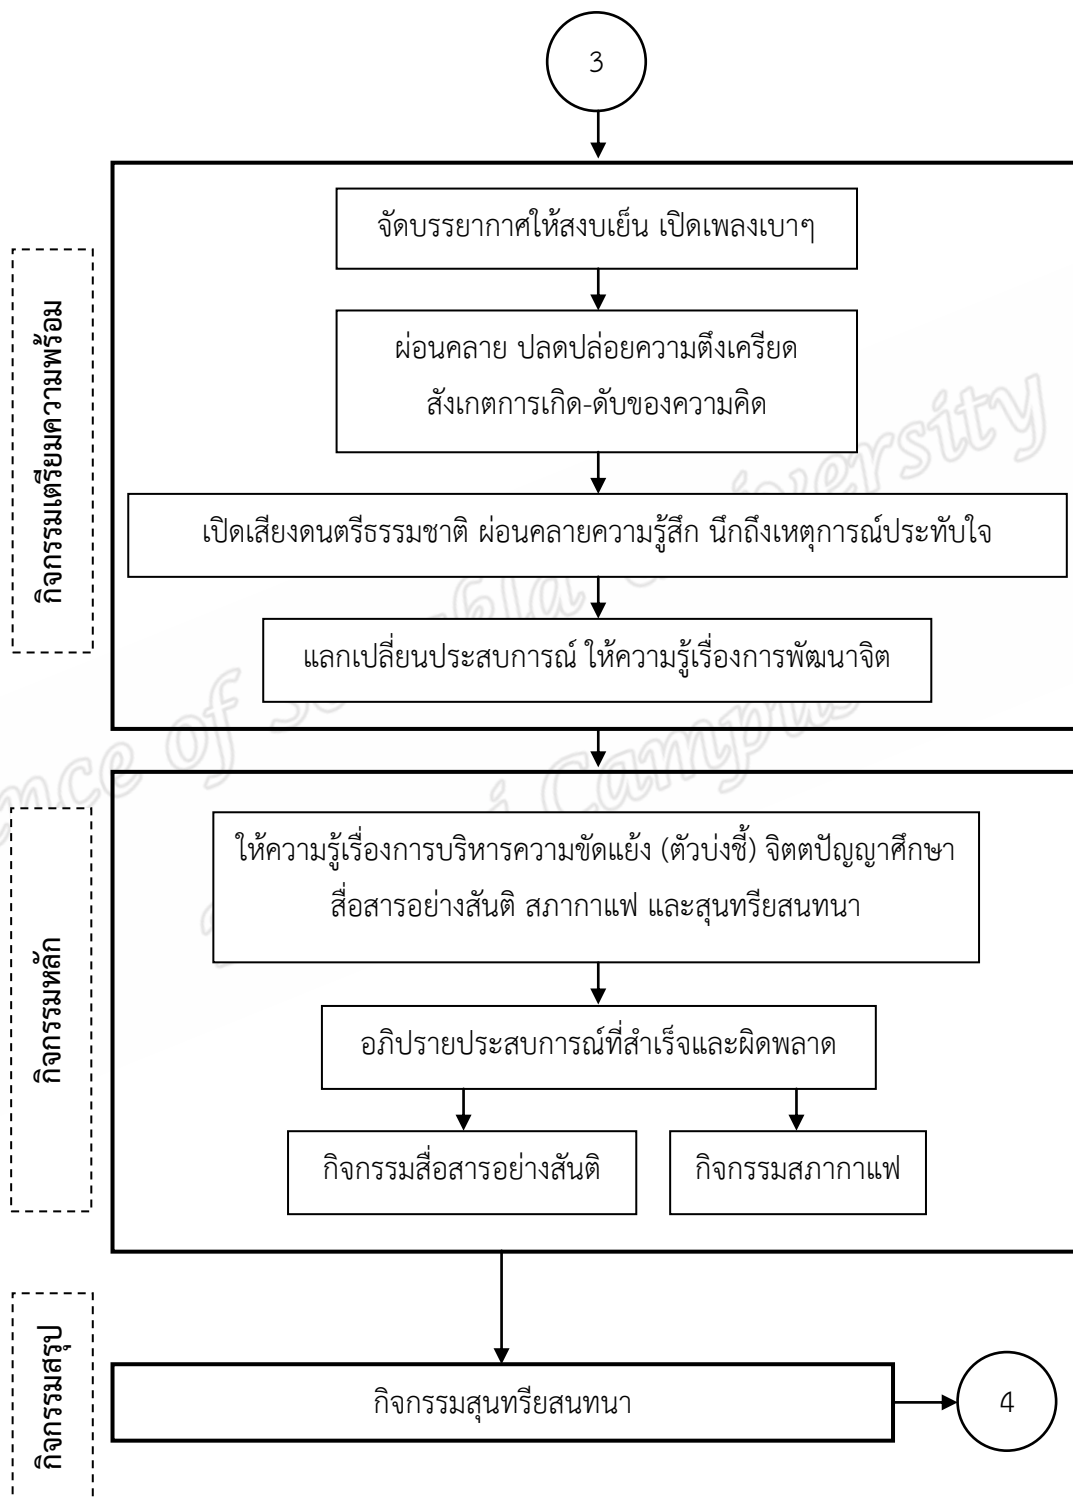 3
กิจกรรมเตรียมความพร้อม
จัดบรรยากาศให้สงบเย็น เปิดเพลงเบาๆ
ผ่อนคลาย ปลดปล่อยความตึงเครียด
สังเกตการเกิด-ดับของความคิด
เปิดเสียงดนตรีธรรมชาติ ผ่อนคลายความรู้สึก นึกถึงเหตุการณ์ประทับใจ
แลกเปลี่ยนประสบการณ์ ให้ความรู้เรื่องการพัฒนาจิต
กิจกรรมหลัก
ให้ความรู้เรื่องการบริหารความขัดแย้ง (ตัวบ่งชี้) จิตตปัญญาศึกษา
สื่อสารอย่างสันติ สภากาแฟ และสุนทรียสนทนา
อภิปรายประสบการณ์ที่สำเร็จและผิดพลาด
กิจกรรมสื่อสารอย่างสันติ
กิจกรรมสภากาแฟ
กิจกรรมสรุป
กิจกรรมสุนทรียสนทนา
4